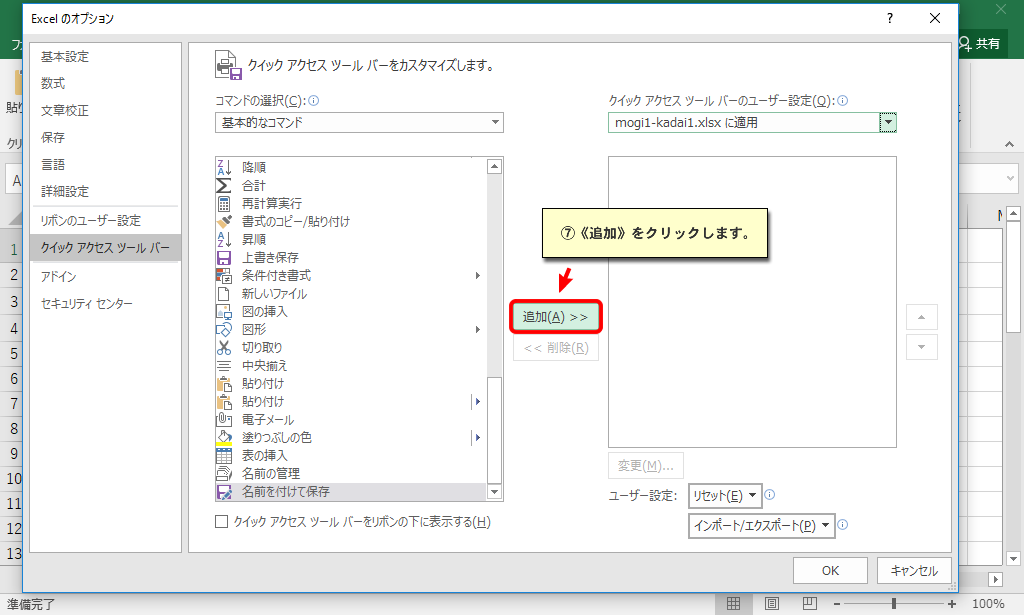 Excel のオプション
?
共有
基本設定
数式
文章校正
保存
言語
詳細設定
リボンのユーザー設定
クイック アクセス ツール バー
アドイン
セキュリティ センター
クイック アクセス ツール バーをカスタマイズします。
コマンドの選択(C):
基本的なコマンド
降順
合計
再計算実行
書式のコピー/貼り付け
昇順
上書き保存
条件付き書式
新しいファイル
図の挿入
図形
切り取り
中央揃え
貼り付け
貼り付け
電子メール
塗りつぶしの色
表の挿入
名前の管理
名前を付けて保存
クイック アクセス ツール バーをリボンの下に表示する(H)
⑦《追加》をクリックします。
追加(A) >>
<< 削除(R)
クイック アクセス ツール バーのユーザー設定(Q):
mogi1-kadai1.xlsx に適用
変更(M)...
ユーザー設定:
リセット(E)
インポート/エクスポート(P)
OK
キャンセル
1
2
3
4
5
6
7
8
9
10
11
12
13
準備完了
100%